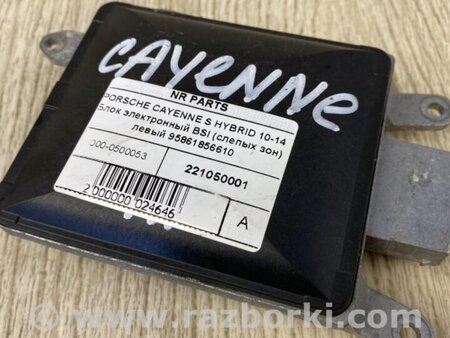 CAYENNE
NR PARTS
PORSCHE CAYENNE S HYBRID 10-14
Блок электронный BSI (слепых зон)
левый 95861856610
000-0500053
221050001
2 000000 024646
A
www.razborki.com